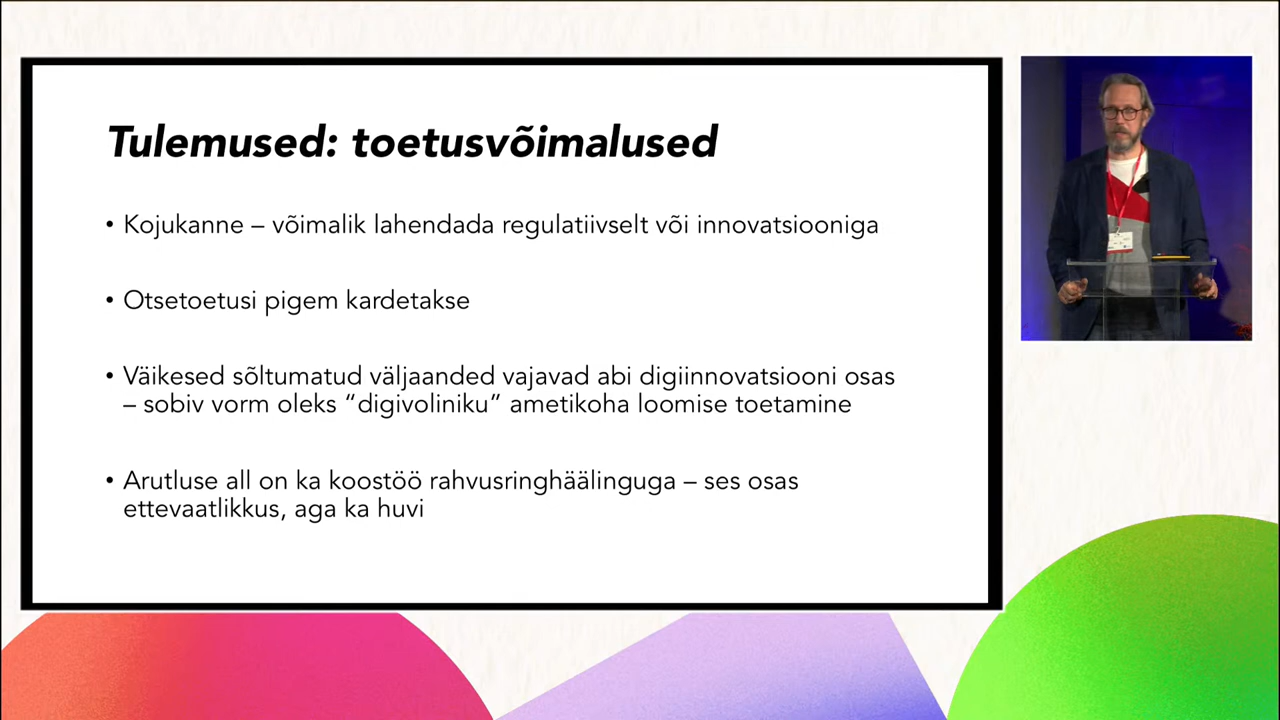 Tulemused: toetusvõimalused
• Kojukanne – võimalik lahendada regulatiivselt või innovatsiooniga
• Otsetoetusi pigem kardetakse
• Väikesed sõltumatud väljaanded vajavad abi digiinnovatsiooni osas
– sobiv vorm oleks “digivoliniku” ametikoha loomise toetamine
• Arutluse all on ka koostöö rahvusringhäälinguga – ses osas
ettevaatlikkus, aga ka huvi